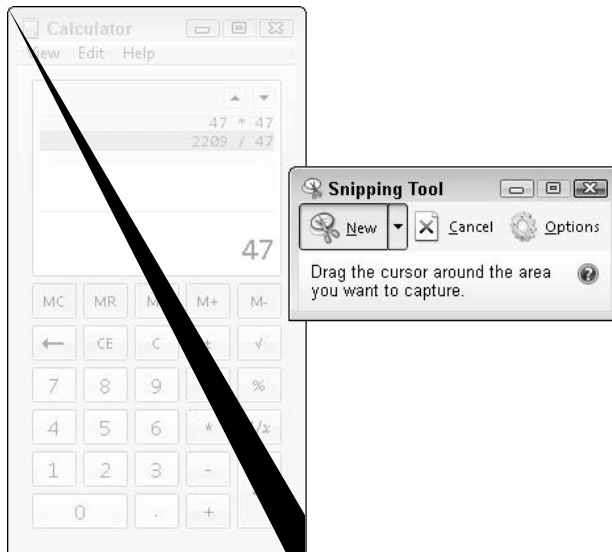 Calculator
View Edit Help
47 * 47
2209 / 47
47
MC MR M+ M-
← CE C ± √
7 8 9 %
4 5 6 * 1/x
1 2 3 -
0 . +
Snipping Tool
New Cancel Options
Drag the cursor around the area
you want to capture.